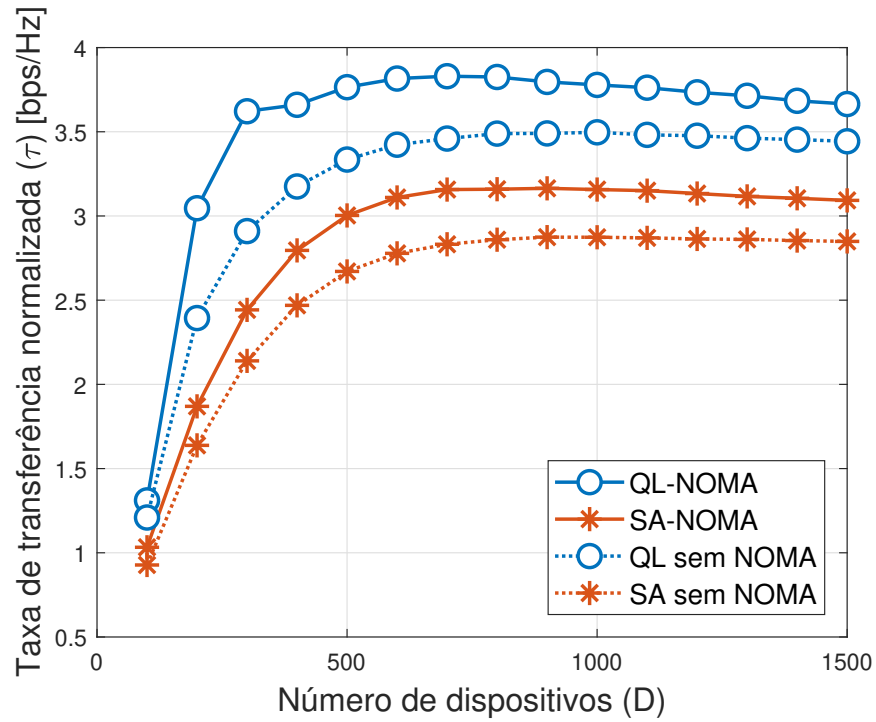 Taxa de transferência normalizada (τ) [bps/Hz]
4
3.5
3
2.5
2
1.5
1
0.5
0
500
1000
1500
Número de dispositivos (D)
QL-NOMA
SA-NOMA
QL sem NOMA
SA sem NOMA